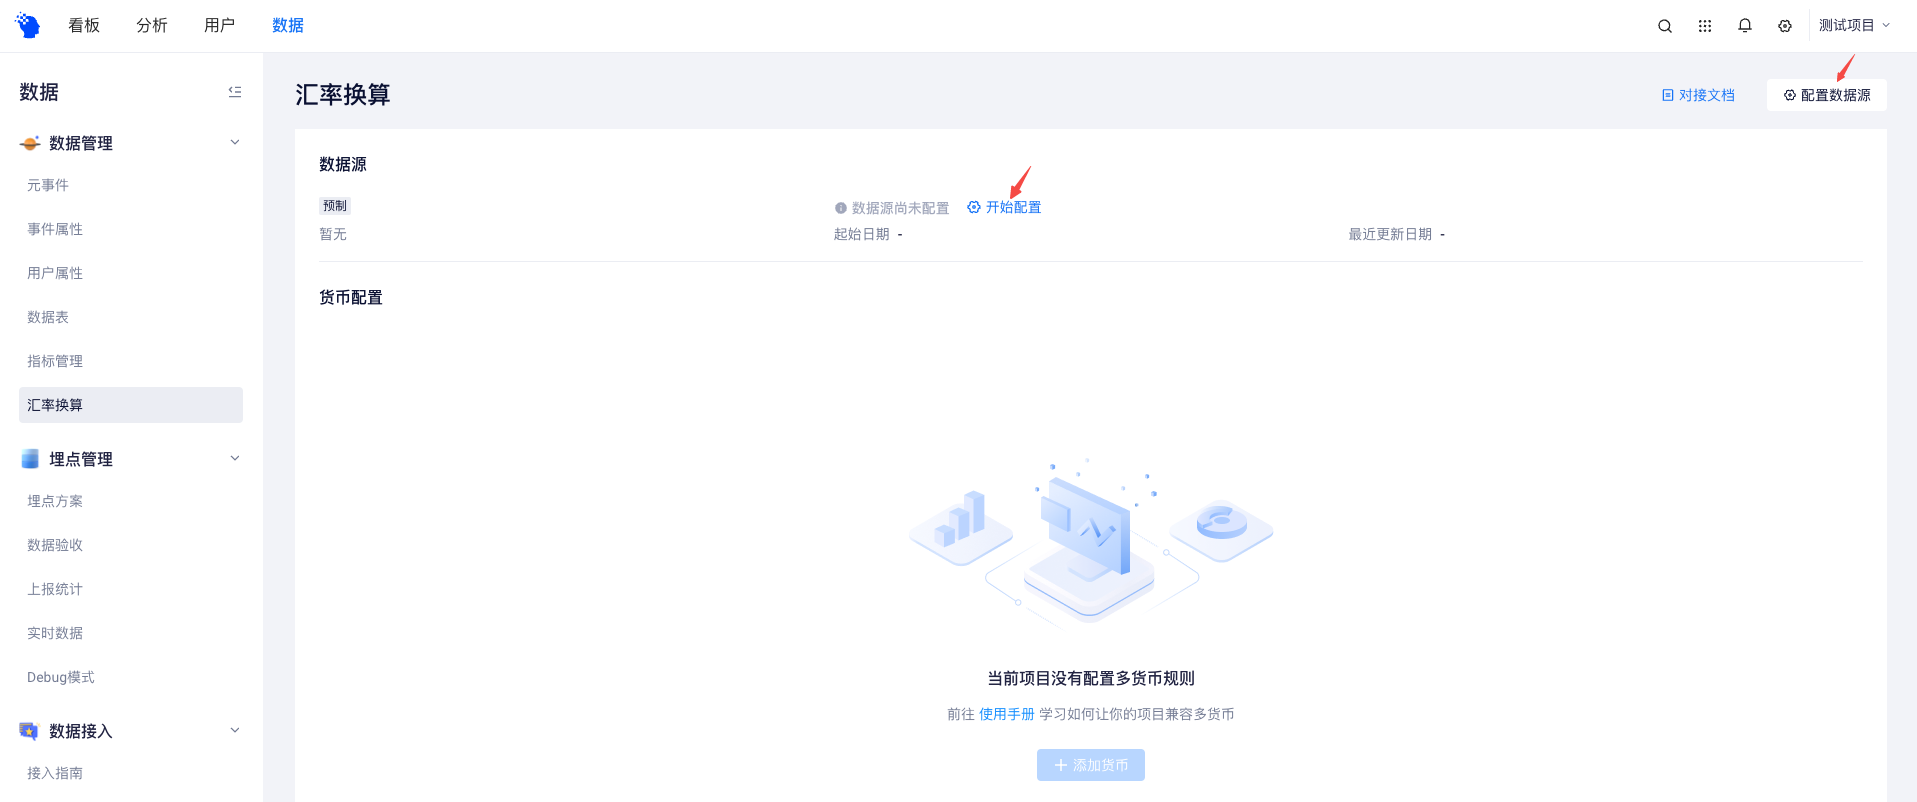 看板 分析 用户 数据 测试项目
数据
数据管理
元事件
事件属性
用户属性
数据表
指标管理
汇率换算
埋点管理
埋点方案
数据验收
上报统计
实时数据
Debug模式
数据接入
接入指南
汇率换算 对接文档 配置数据源
数据源
预制 数据源尚未配置 开始配置
暂无 起始日期 - 最近更新日期 -
货币配置
当前项目没有配置多货币规则
前往 使用手册 学习如何让你的项目兼容多货币
添加货币